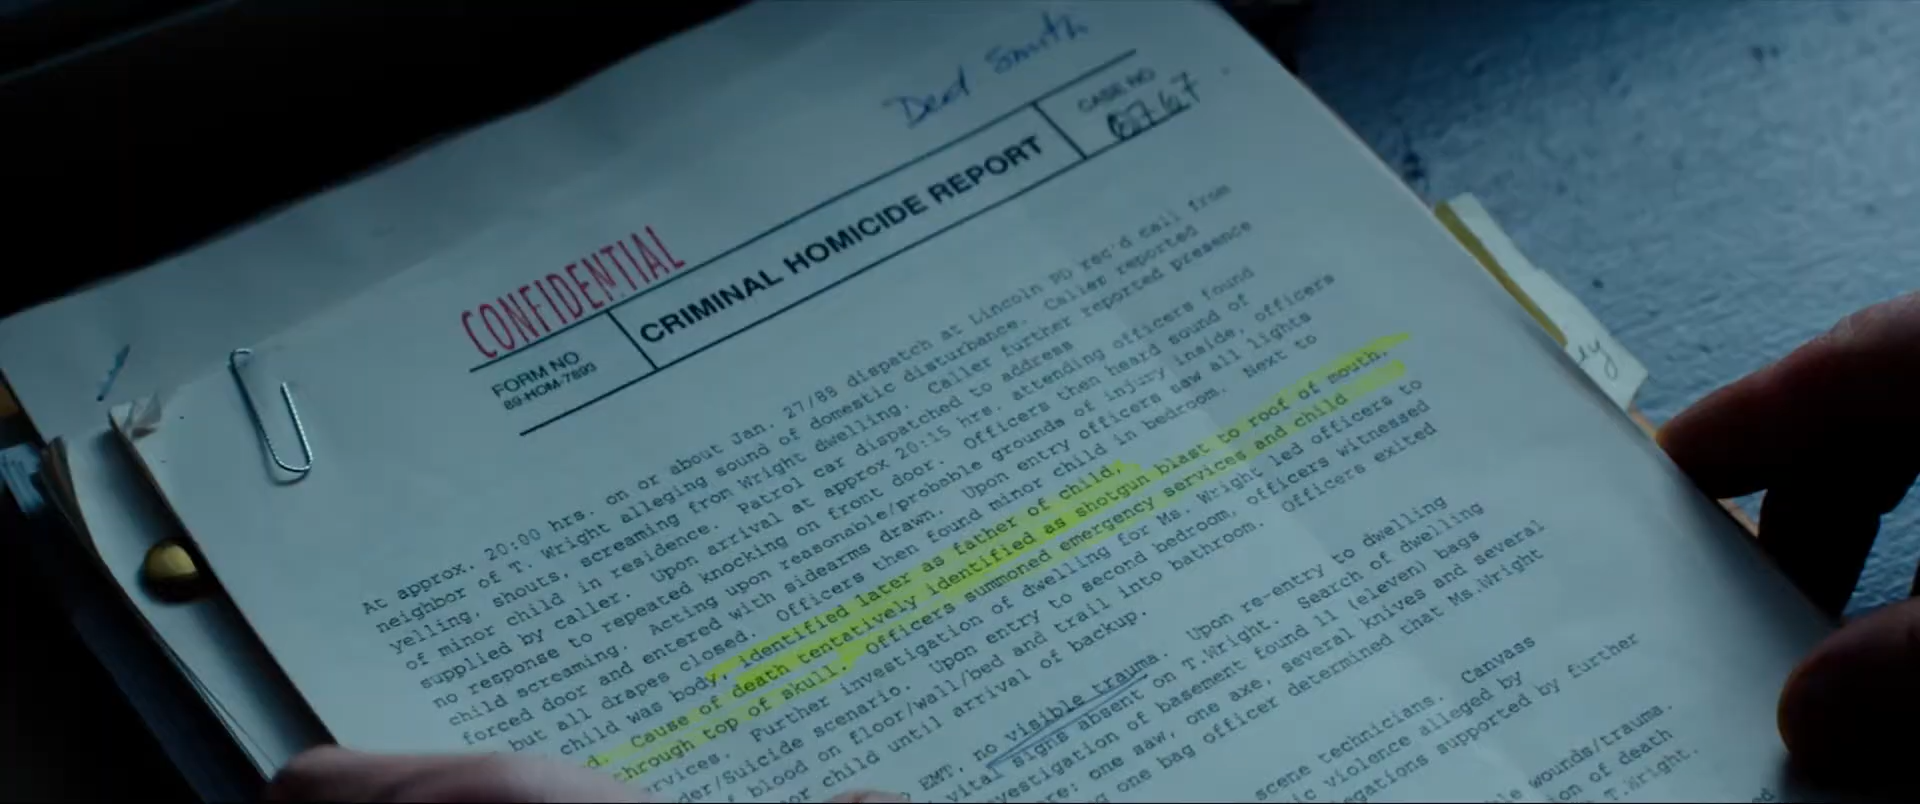 Smith
CONFIDENTIAL
FORM NO
89-HOM-7893
CRIMINAL HOMICIDE REPORT
CASE NO
At approx. 20:00 hrs. on or about Jan. 27/88 dispatch at Lincoln PD rec'd call from
neighbor of T. Wright alleging sound of domestic disturbance. Caller reported
yelling, shouts, screaming from Wright dwelling. Caller further reported presence
of minor child in residence. Patrol car dispatched to address
supplied by caller. Upon arrival at approx 20:15 hrs. attending officers found
no response to repeated knocking on front door. Officers then heard sound of
child screaming. Acting upon reasonable/probable grounds of injury inside, officers
forced door and entered with sidearms drawn. Upon entry officers saw all lights
but all drapes closed. Officers then found minor child in bedroom. Next to
child was body, identified later as father of child,
d. Cause of death tentatively identified as shotgun blast to roof of mouth,
through top of skull. Officers summoned emergency services and child
rvices. Further investigation of dwelling for Ms. Wright led officers to
der/Suicide scenario. Upon entry to second bedroom, officers witnessed
blood on floor/wall/bed and trail into bathroom. Officers exited
or child until arrival of backup.
EMT, no visible trauma. Upon re-entry to dwelling
vital signs absent on T.Wright. Search of dwelling
vestigation of basement found 11 (eleven) bags
re: one saw, one axe, several knives and several
g one bag officer determined that Ms.Wright
scene technicians. Canvass
ic violence alleged by
legations supported by further
le wounds/trauma.
ion of death
T.Wright.